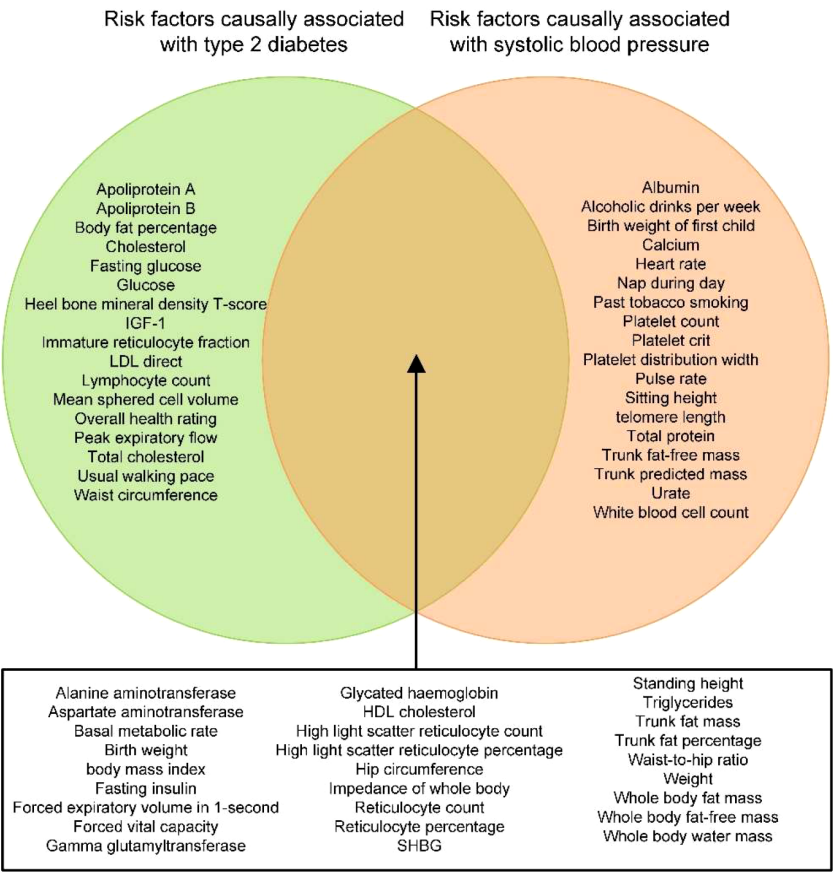 Risk factors causally associated
with type 2 diabetes
Risk factors causally associated
with systolic blood pressure
Apoliprotein A
Apoliprotein B
Body fat percentage
Cholesterol
Fasting glucose
Glucose
Heel bone mineral density T-score
IGF-1
Immature reticulocyte fraction
LDL direct
Lymphocyte count
Mean sphered cell volume
Overall health rating
Peak expiratory flow
Total cholesterol
Usual walking pace
Waist circumference
Albumin
Alcoholic drinks per week
Birth weight of first child
Calcium
Heart rate
Nap during day
Past tobacco smoking
Platelet count
Platelet crit
Platelet distribution width
Pulse rate
Sitting height
telomere length
Total protein
Trunk fat-free mass
Trunk predicted mass
Urate
White blood cell count
Alanine aminotransferase
Aspartate aminotransferase
Basal metabolic rate
Birth weight
body mass index
Fasting insulin
Forced expiratory volume in 1-second
Forced vital capacity
Gamma glutamyltransferase
Glycated haemoglobin
HDL cholesterol
High light scatter reticulocyte count
High light scatter reticulocyte percentage
Hip circumference
Impedance of whole body
Reticulocyte count
Reticulocyte percentage
SHBG
Standing height
Triglycerides
Trunk fat mass
Trunk fat percentage
Waist-to-hip ratio
Weight
Whole body fat mass
Whole body fat-free mass
Whole body water mass